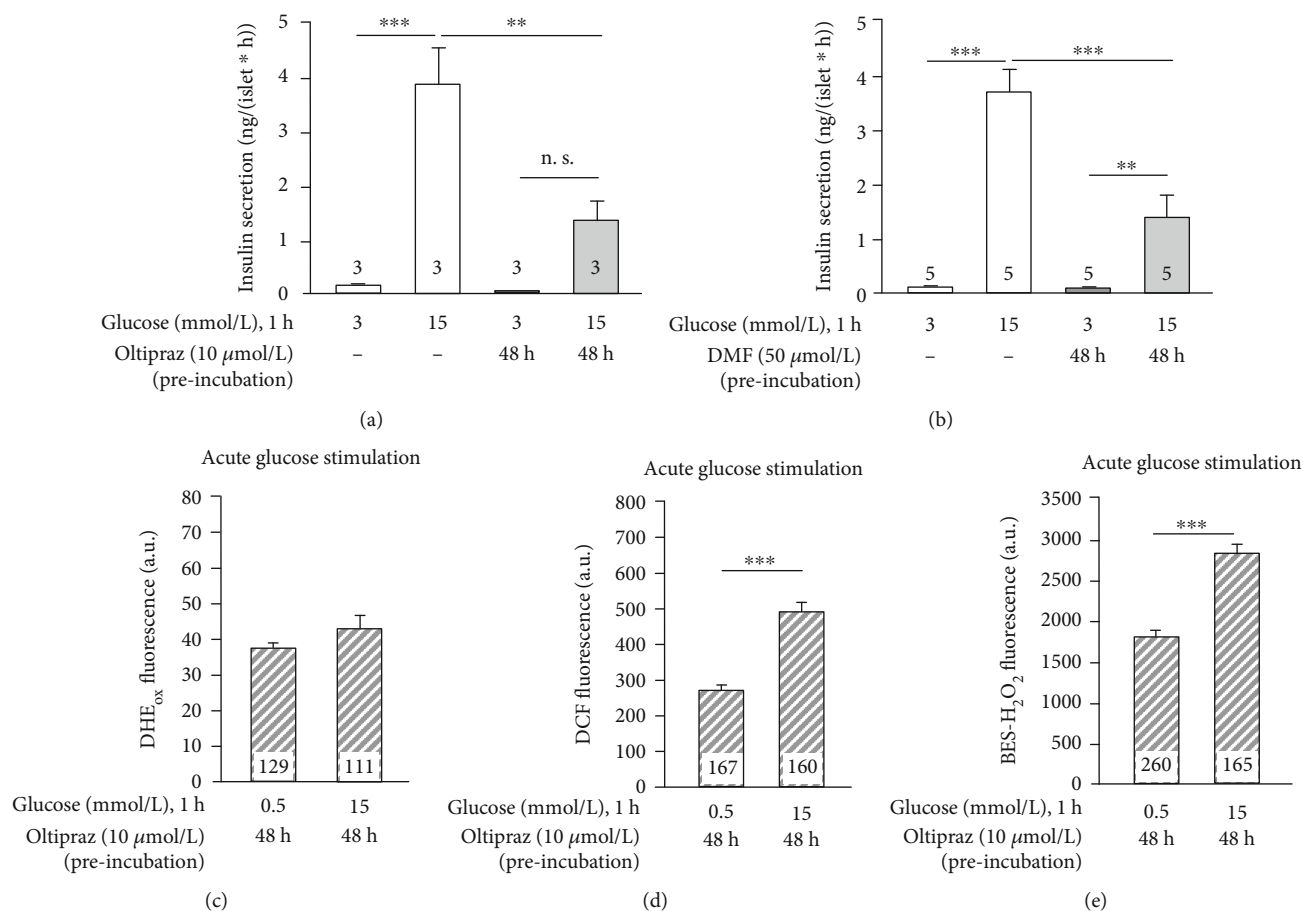 Insulin secretion (ng/(islet * h))
5
4
3
2
1
0
***
**
n. s.
3
3
3
3
Glucose (mmol/L), 1 h 3 15 3 15
Oltipraz (10 μmol/L) – – 48 h 48 h
(pre-incubation)
(a)
Insulin secretion (ng/(islet * h))
5
4
3
2
1
0
***
***
**
5
5
5
5
Glucose (mmol/L), 1 h 3 15 3 15
DMF (50 μmol/L) – – 48 h 48 h
(pre-incubation)
(b)
Acute glucose stimulation
DHEox fluorescence (a.u.)
80
70
60
50
40
30
20
10
0
129 111
Glucose (mmol/L), 1 h 0.5 15
Oltipraz (10 μmol/L) 48 h 48 h
(pre-incubation)
(c)
Acute glucose stimulation
DCF fluorescence (a.u.)
800
700
600
500
400
300
200
100
0
***
167 160
Glucose (mmol/L), 1 h 0.5 15
Oltipraz (10 μmol/L) 48 h 48 h
(pre-incubation)
(d)
Acute glucose stimulation
BES-H2O2 fluorescence (a.u.)
3500
3000
2500
2000
1500
1000
500
0
***
260 165
Glucose (mmol/L), 1 h 0.5 15
Oltipraz (10 μmol/L) 48 h 48 h
(pre-incubation)
(e)